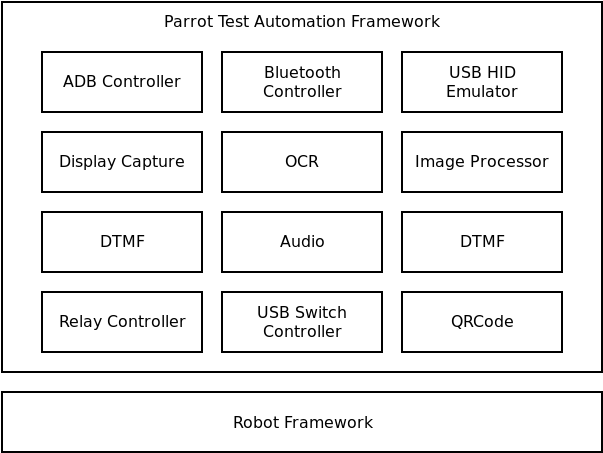 Parrot Test Automation Framework
ADB Controller
Bluetooth
Controller
USB HID
Emulator
Display Capture
OCR
Image Processor
DTMF
Audio
DTMF
Relay Controller
USB Switch
Controller
QRCode
Robot Framework